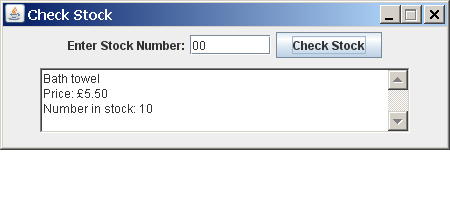 Check Stock
Enter Stock Number: 00 Check Stock
Bath towel
Price: £5.50
Number in stock: 10